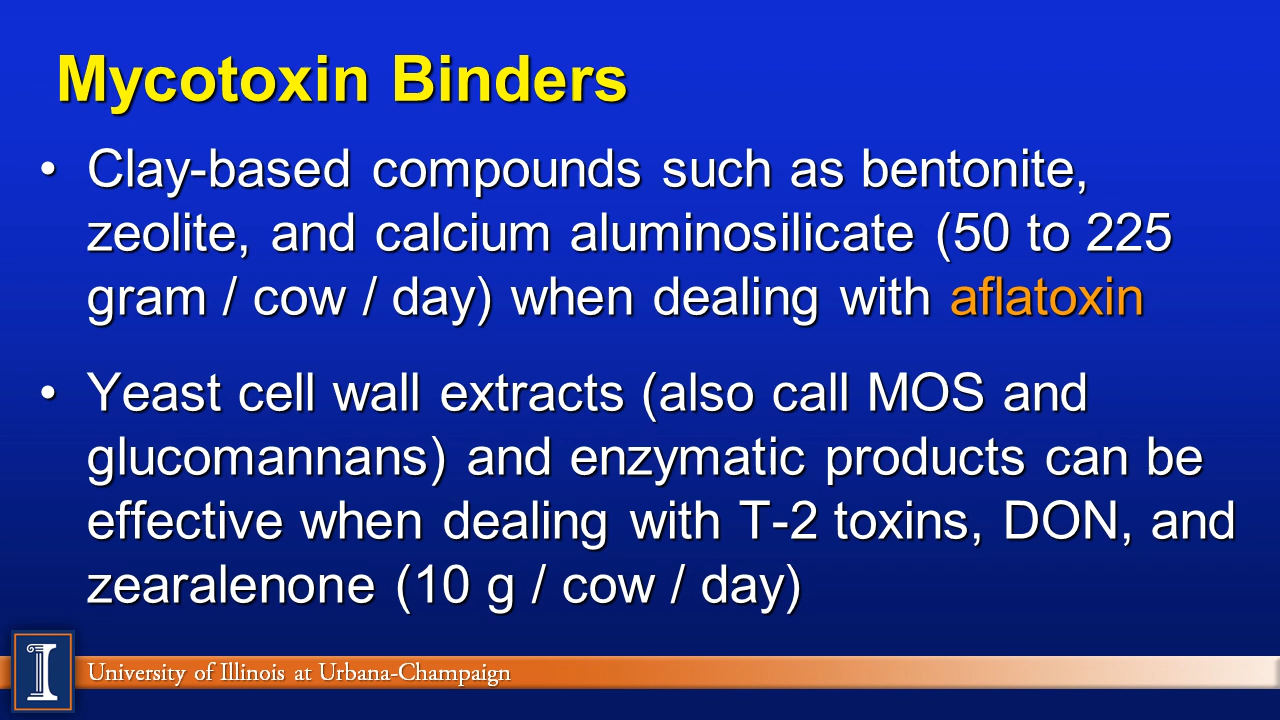 Mycotoxin Binders
• Clay-based compounds such as bentonite,
zeolite, and calcium aluminosilicate (50 to 225
gram / cow / day) when dealing with aflatoxin
• Yeast cell wall extracts (also call MOS and
glucomannans) and enzymatic products can be
effective when dealing with T-2 toxins, DON, and
zearalenone (10 g / cow / day)
I
University of Illinois at Urbana-Champaign